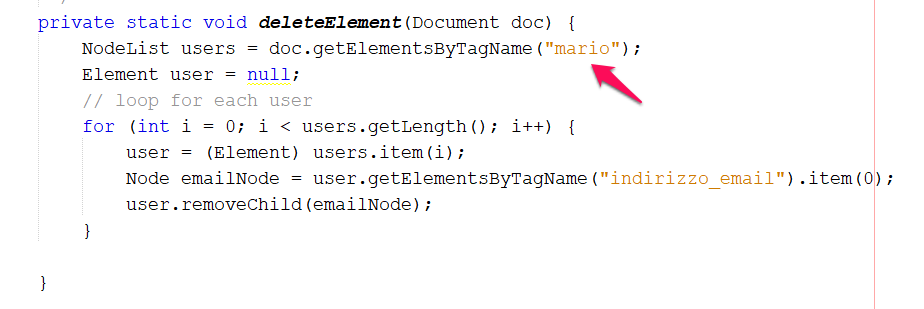 private static void deleteElement(Document doc) {
NodeList users = doc.getElementsByTagName("mario");
Element user = null;
// loop for each user
for (int i = 0; i < users.getLength(); i++) {
user = (Element) users.item(i);
Node emailNode = user.getElementsByTagName("indirizzo_email").item(0);
user.removeChild(emailNode);
}
}